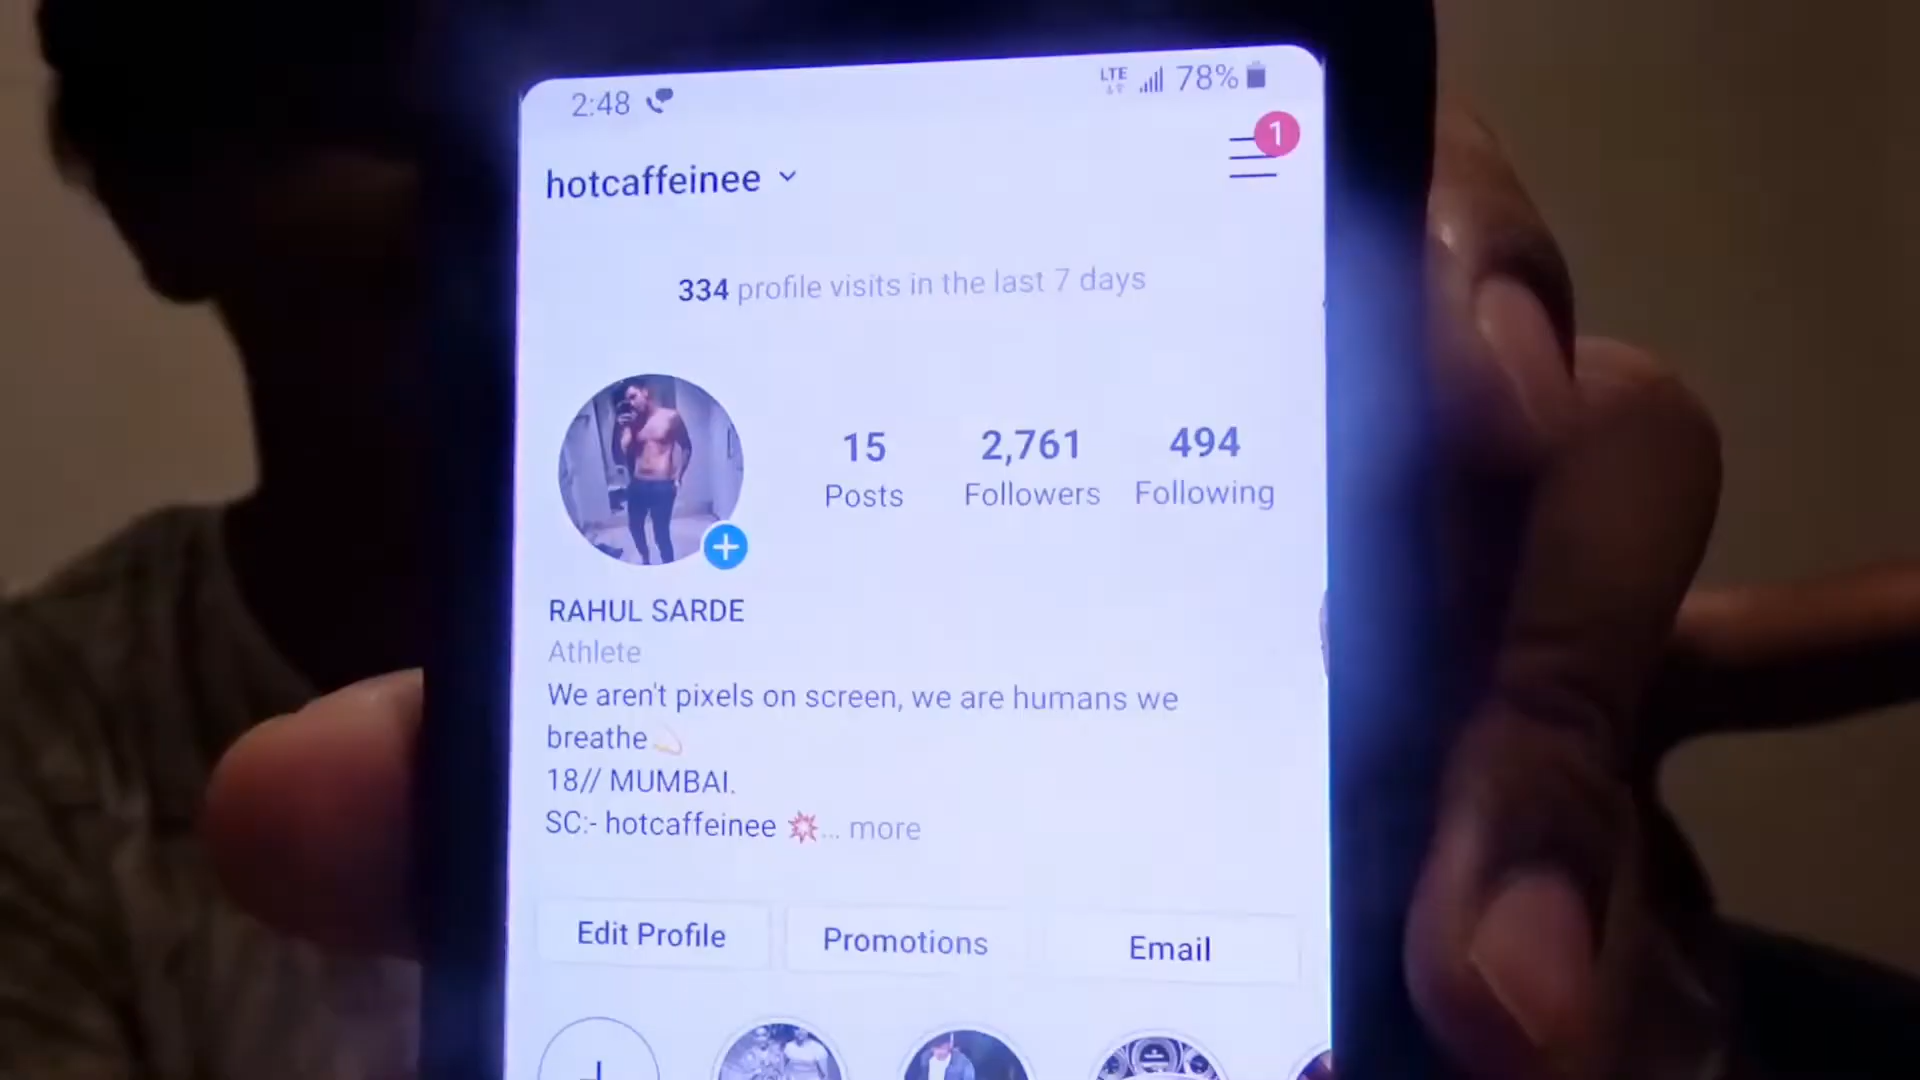 2:48
LTE
78%
1
hotcaffeinee
334 profile visits in the last 7 days
15 2,761 494
Posts Followers Following
RAHUL SARDE
Athlete
We aren't pixels on screen, we are humans we
breathe💫
18// MUMBAI.
SC:- hotcaffeinee 💥... more
Edit Profile
Promotions
Email